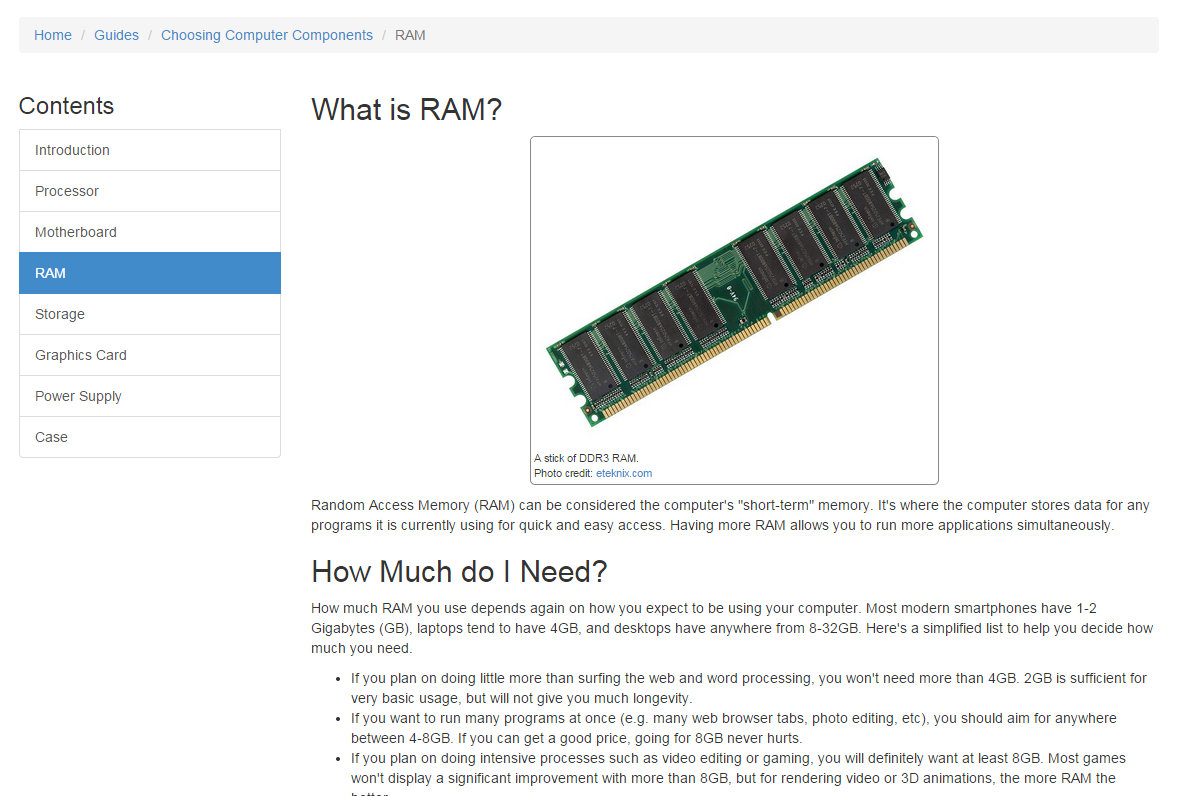 Home / Guides / Choosing Computer Components / RAM
Contents
Introduction
Processor
Motherboard
RAM
Storage
Graphics Card
Power Supply
Case
What is RAM?
A stick of DDR3 RAM.
Photo credit: eteknix.com
Random Access Memory (RAM) can be considered the computer's "short-term" memory. It's where the computer stores data for any
programs it is currently using for quick and easy access. Having more RAM allows you to run more applications simultaneously.
How Much do I Need?
How much RAM you use depends again on how you expect to be using your computer. Most modern smartphones have 1-2
Gigabytes (GB), laptops tend to have 4GB, and desktops have anywhere from 8-32GB. Here's a simplified list to help you decide how
much you need.
• If you plan on doing little more than surfing the web and word processing, you won't need more than 4GB. 2GB is sufficient for
very basic usage, but will not give you much longevity.
• If you want to run many programs at once (e.g. many web browser tabs, photo editing, etc), you should aim for anywhere
between 4-8GB. If you can get a good price, going for 8GB never hurts.
• If you plan on doing intensive processes such as video editing or gaming, you will definitely want at least 8GB. Most games
won't display a significant improvement with more than 8GB, but for rendering video or 3D animations, the more RAM the